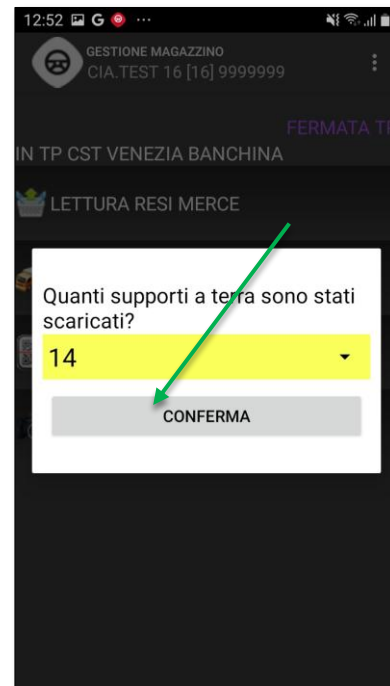 12:52
GESTIONE MAGAZZINO
CIA.TEST 16 [16] 9999999
FERMATA
IN TP CST VENEZIA BANCHINA
LETTURA RESI MERCE
Quanti supporti a terra sono stati
scaricati?
14
CONFERMA